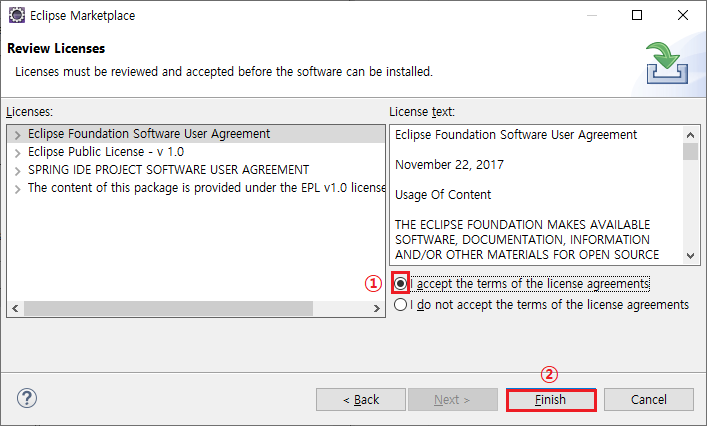 Eclipse Marketplace
Review Licenses
Licenses must be reviewed and accepted before the software can be installed.
Licenses:
Eclipse Foundation Software User Agreement
Eclipse Public License - v 1.0
SPRING IDE PROJECT SOFTWARE USER AGREEMENT
The content of this package is provided under the EPL v1.0 license
License text:
Eclipse Foundation Software User Agreement
November 22, 2017
Usage Of Content
THE ECLIPSE FOUNDATION MAKES AVAILABLE
SOFTWARE, DOCUMENTATION, INFORMATION
AND/OR OTHER MATERIALS FOR OPEN SOURCE
① I accept the terms of the license agreements
I do not accept the terms of the license agreements
②
? < Back Next > Finish Cancel